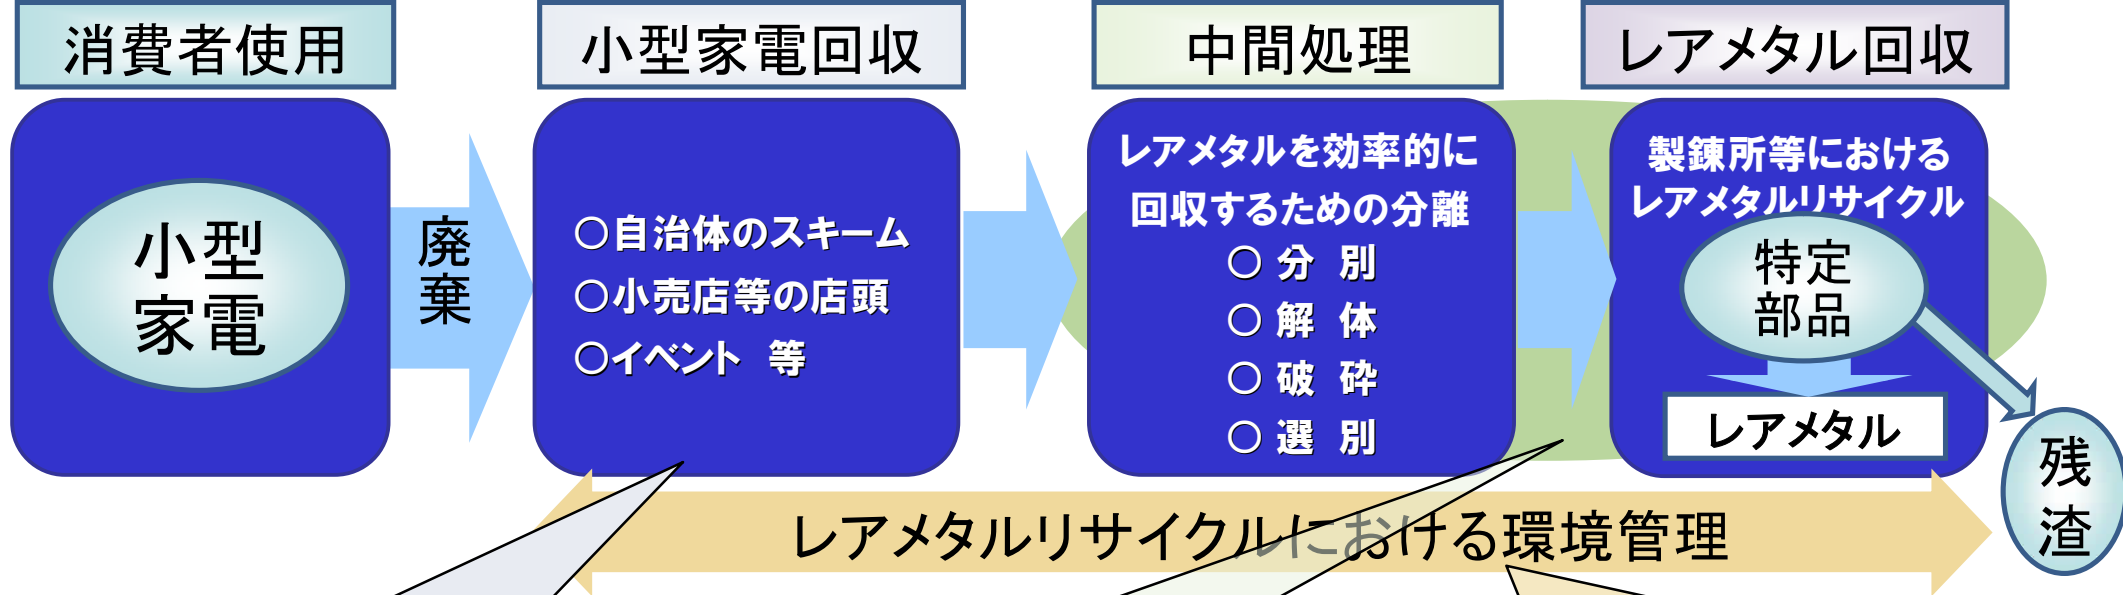 消費者使用
小型家電回収
中間処理
レアメタル回収
小型
家電
廃棄
○自治体のスキーム
○小売店等の店頭
○イベント 等
レアメタルを効率的に
回収するための分離
○ 分 別
○ 解 体
○ 破 砕
○ 選 別
製錬所等における
レアメタルリサイクル
特定
部品
レアメタル
残渣
レアメタルリサイクルにおける環境管理